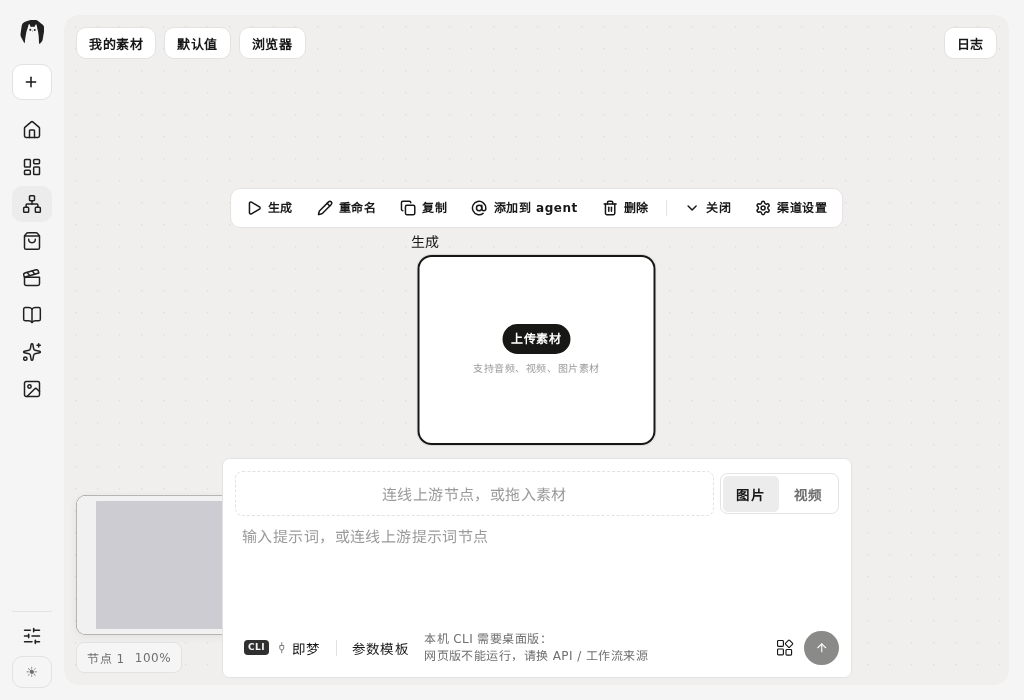 我的素材
默认值
浏览器
日志
生成
重命名
复制
添加到 agent
删除
关闭
渠道设置
生成
上传素材
支持音频、视频、图片素材
连线上游节点，或拖入素材
图片
视频
输入提示词，或连线上游提示词节点
CLI
即梦
参数模板
本机 CLI 需要桌面版：
网页版不能运行，请换 API / 工作流来源
节点 1
100%